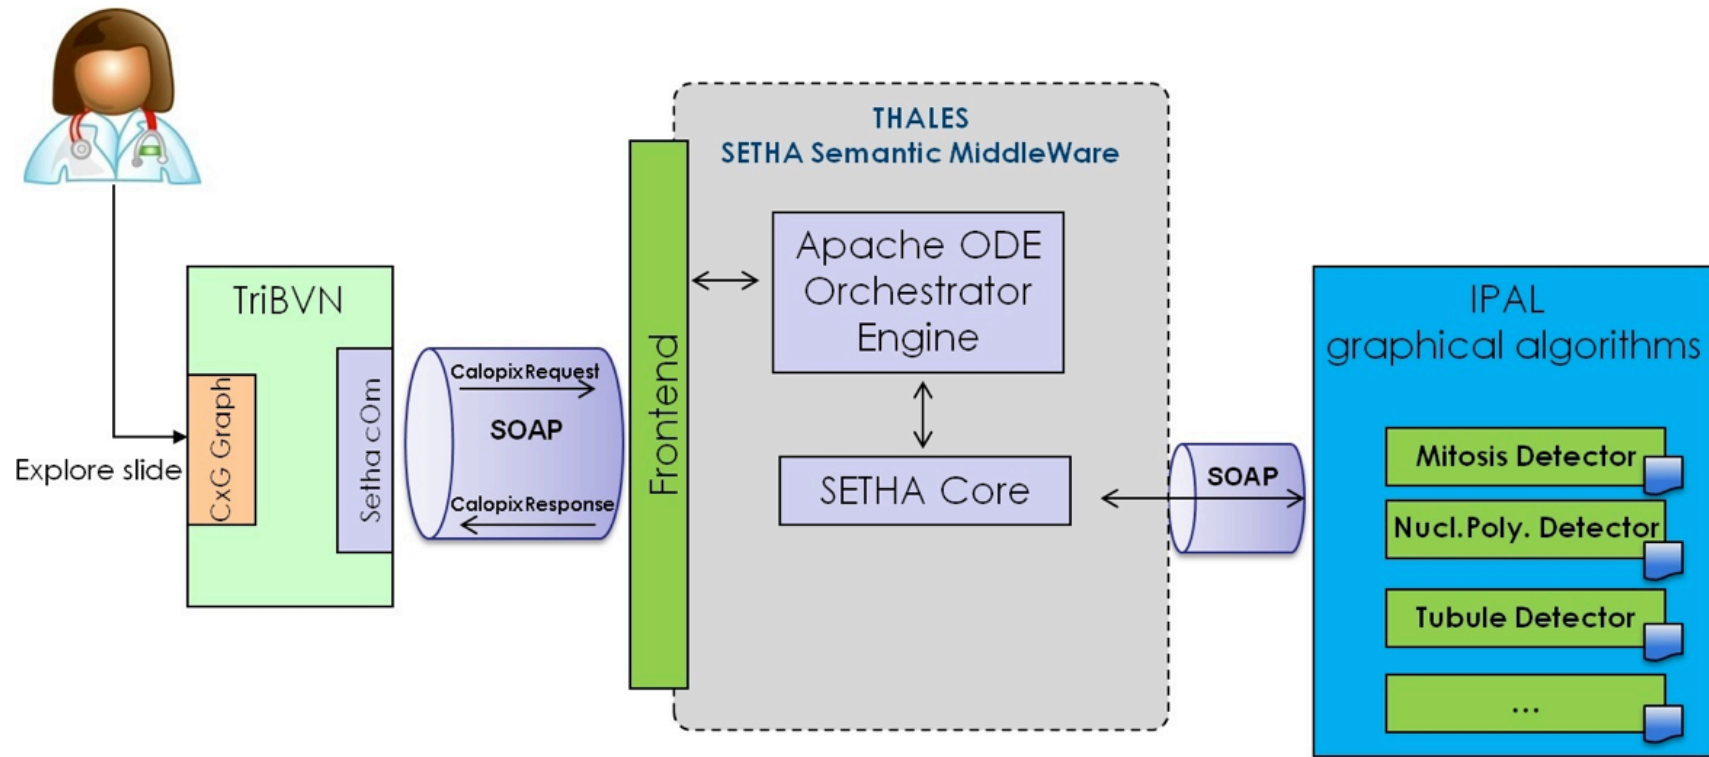 Explore slide
TriBVN
CxG Graph
Setha cOm
CalopixRequest
SOAP
CalopixResponse
Frontend
THALES
SETHA Semantic MiddleWare
Apache ODE
Orchestrator
Engine
SETHA Core
SOAP
IPAL
graphical algorithms
Mitosis Detector
Nucl.Poly. Detector
Tubule Detector
...